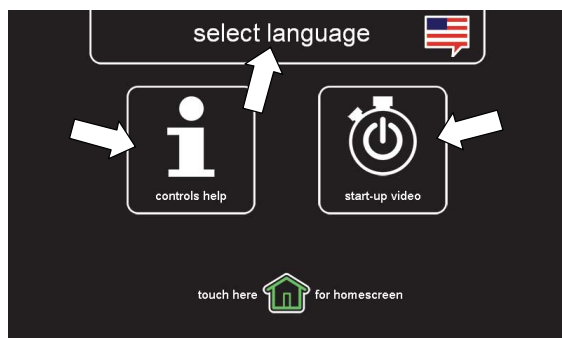 select language
controls help
start-up video
touch here for homescreen